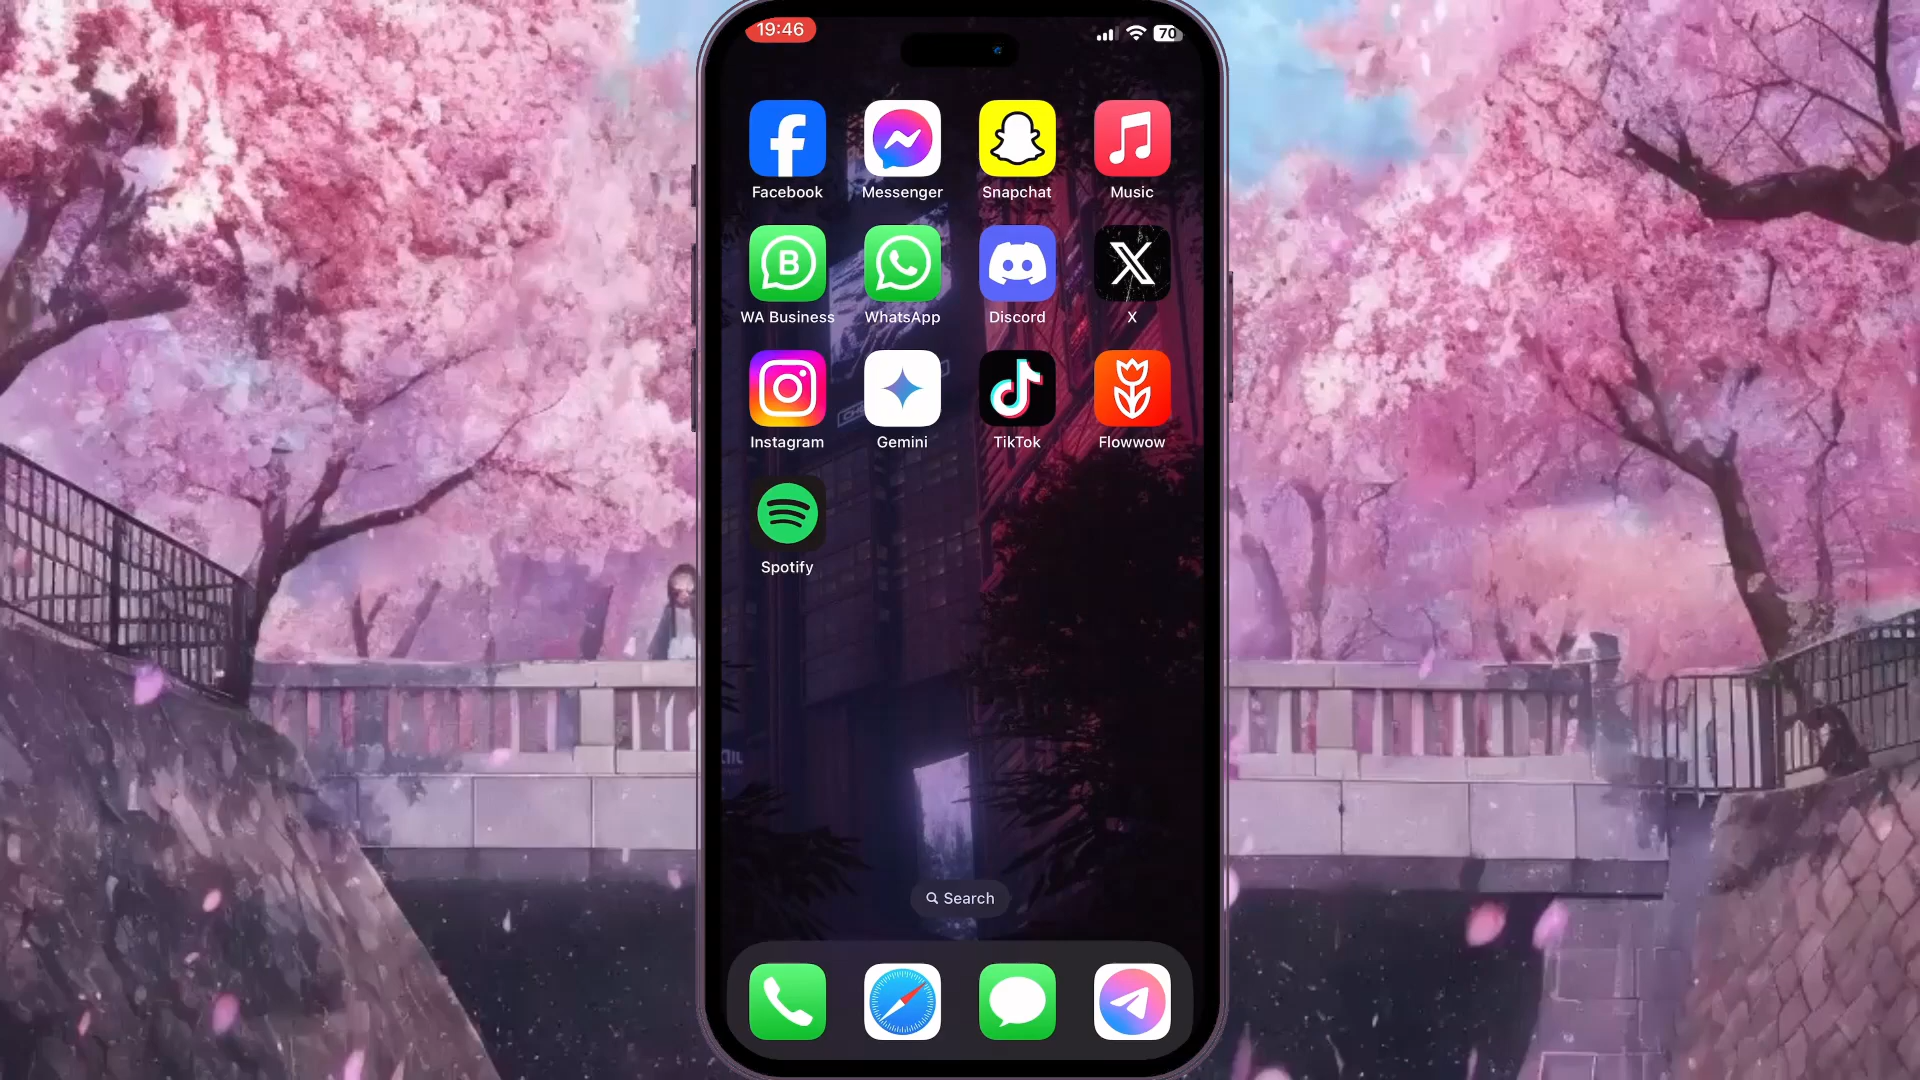 19:46
70
Facebook Messenger Snapchat Music
WA Business WhatsApp Discord X
Instagram Gemini TikTok Flowwow
Spotify
Search